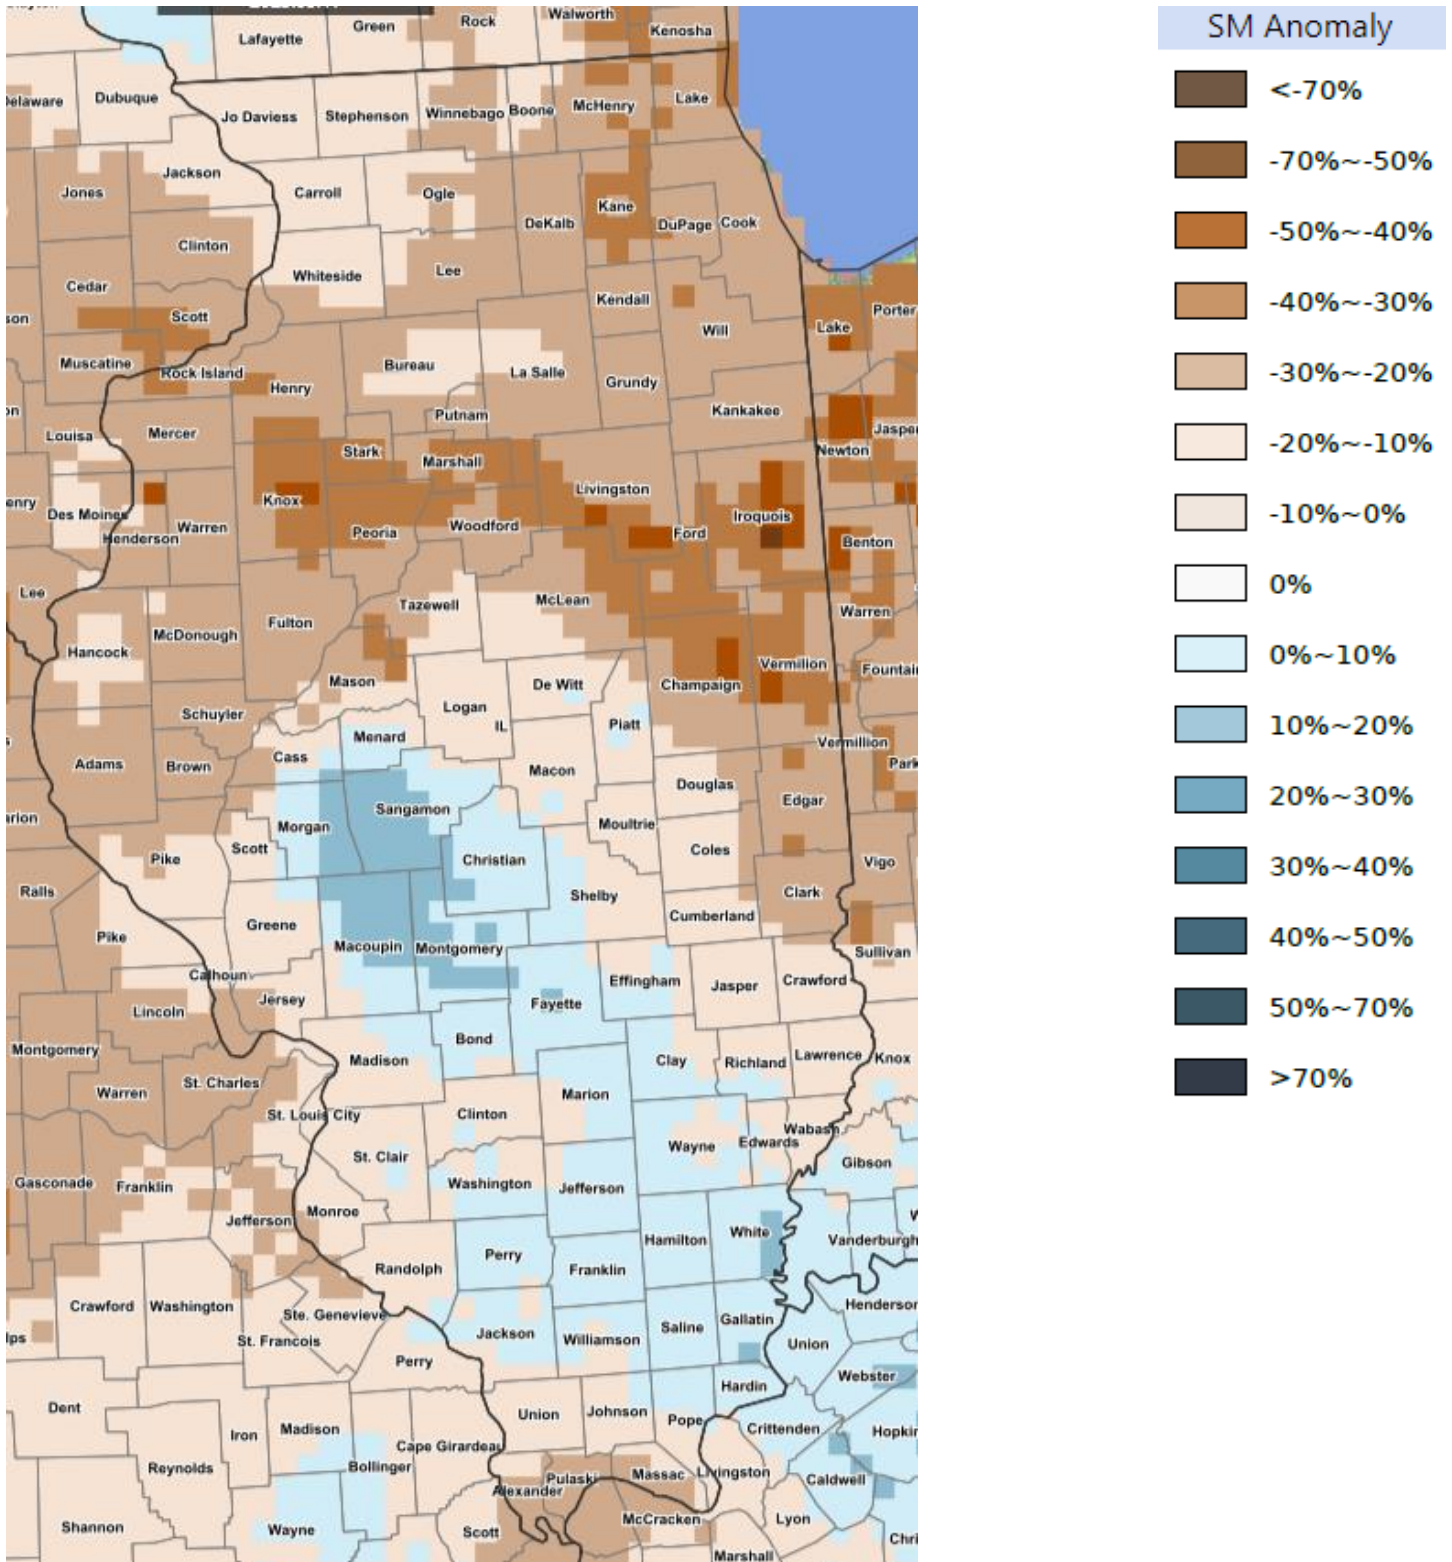 SM Anomaly
<-70%
-70%~-50%
-50%~-40%
-40%~-30%
-30%~-20%
-20%~-10%
-10%~0%
0%
0%~10%
10%~20%
20%~30%
30%~40%
40%~50%
50%~70%
>70%
Lafayette
Green
Rock
Walworth
Kenosha
Delaware
Dubuque
Jo Daviess
Stephenson
Winnebago
Boone
McHenry
Lake
Jones
Jackson
Carroll
Ogle
DeKalb
Kane
DuPage
Cook
Clinton
Whiteside
Lee
Cedar
Scott
Kendall
Will
Lake
Porter
son
Muscatine
Rock Island
Henry
Bureau
La Salle
Grundy
Kankakee
on
Louisa
Mercer
Putnam
Stark
Marshall
Newton
Jasper
enry
Des Moines
Henderson
Warren
Knox
Peoria
Woodford
Livingston
Ford
Iroquois
Benton
Lee
Hancock
McDonough
Fulton
Tazewell
McLean
Warren
Mason
Logan
De Witt
Champaign
Vermilion
Fountain
Schuyler
IL
Piatt
Menard
Vermillion
Adams
Brown
Cass
Macon
Douglas
Edgar
Park
arion
Morgan
Sangamon
Moultrie
Pike
Scott
Christian
Coles
Vigo
Ralls
Shelby
Clark
Pike
Greene
Macoupin
Montgomery
Cumberland
Sullivan
Calhoun
Jersey
Effingham
Jasper
Crawford
Lincoln
Fayette
Montgomery
Madison
Bond
Clay
Richland
Lawrence
Knox
Warren
St. Charles
Marion
St. Louis City
Clinton
Wayne
Edwards
Wabash
St. Clair
Gibson
Gasconade
Franklin
Washington
Jefferson
Jefferson
Monroe
Hamilton
White
Vanderburgh
W
Randolph
Perry
Franklin
Crawford
Washington
Ste. Genevieve
Henderson
lps
St. Francois
Jackson
Williamson
Saline
Gallatin
Union
Perry
Webster
Dent
Hardin
Iron
Madison
Union
Johnson
Pope
Crittenden
Hopkin
Cape Girardeau
Reynolds
Bollinger
Alexander
Pulaski
Massac
Livingston
Caldwell
Shannon
Wayne
Scott
McCracken
Lyon
Chri
Marshall